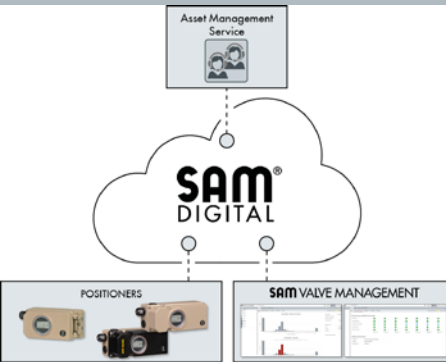 Asset Management
Service
SAM®
DIGITAL
POSITIONERS
SAM VALVE MANAGEMENT